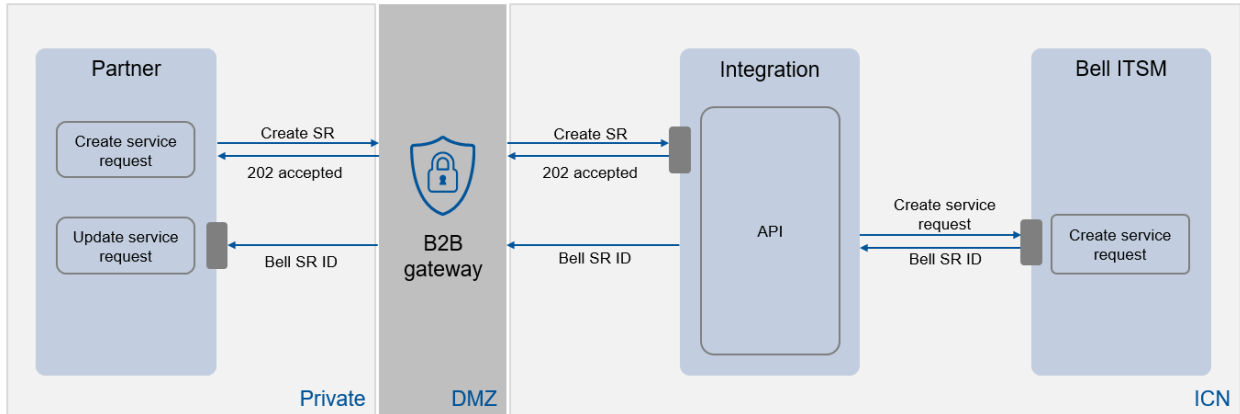 Partner
Create service
request
Update service
request
Create SR
202 accepted
Bell SR ID
B2B
gateway
Create SR
202 accepted
Bell SR ID
Integration
API
Create service
request
Bell SR ID
Bell ITSM
Create service
request
Private
DMZ
ICN